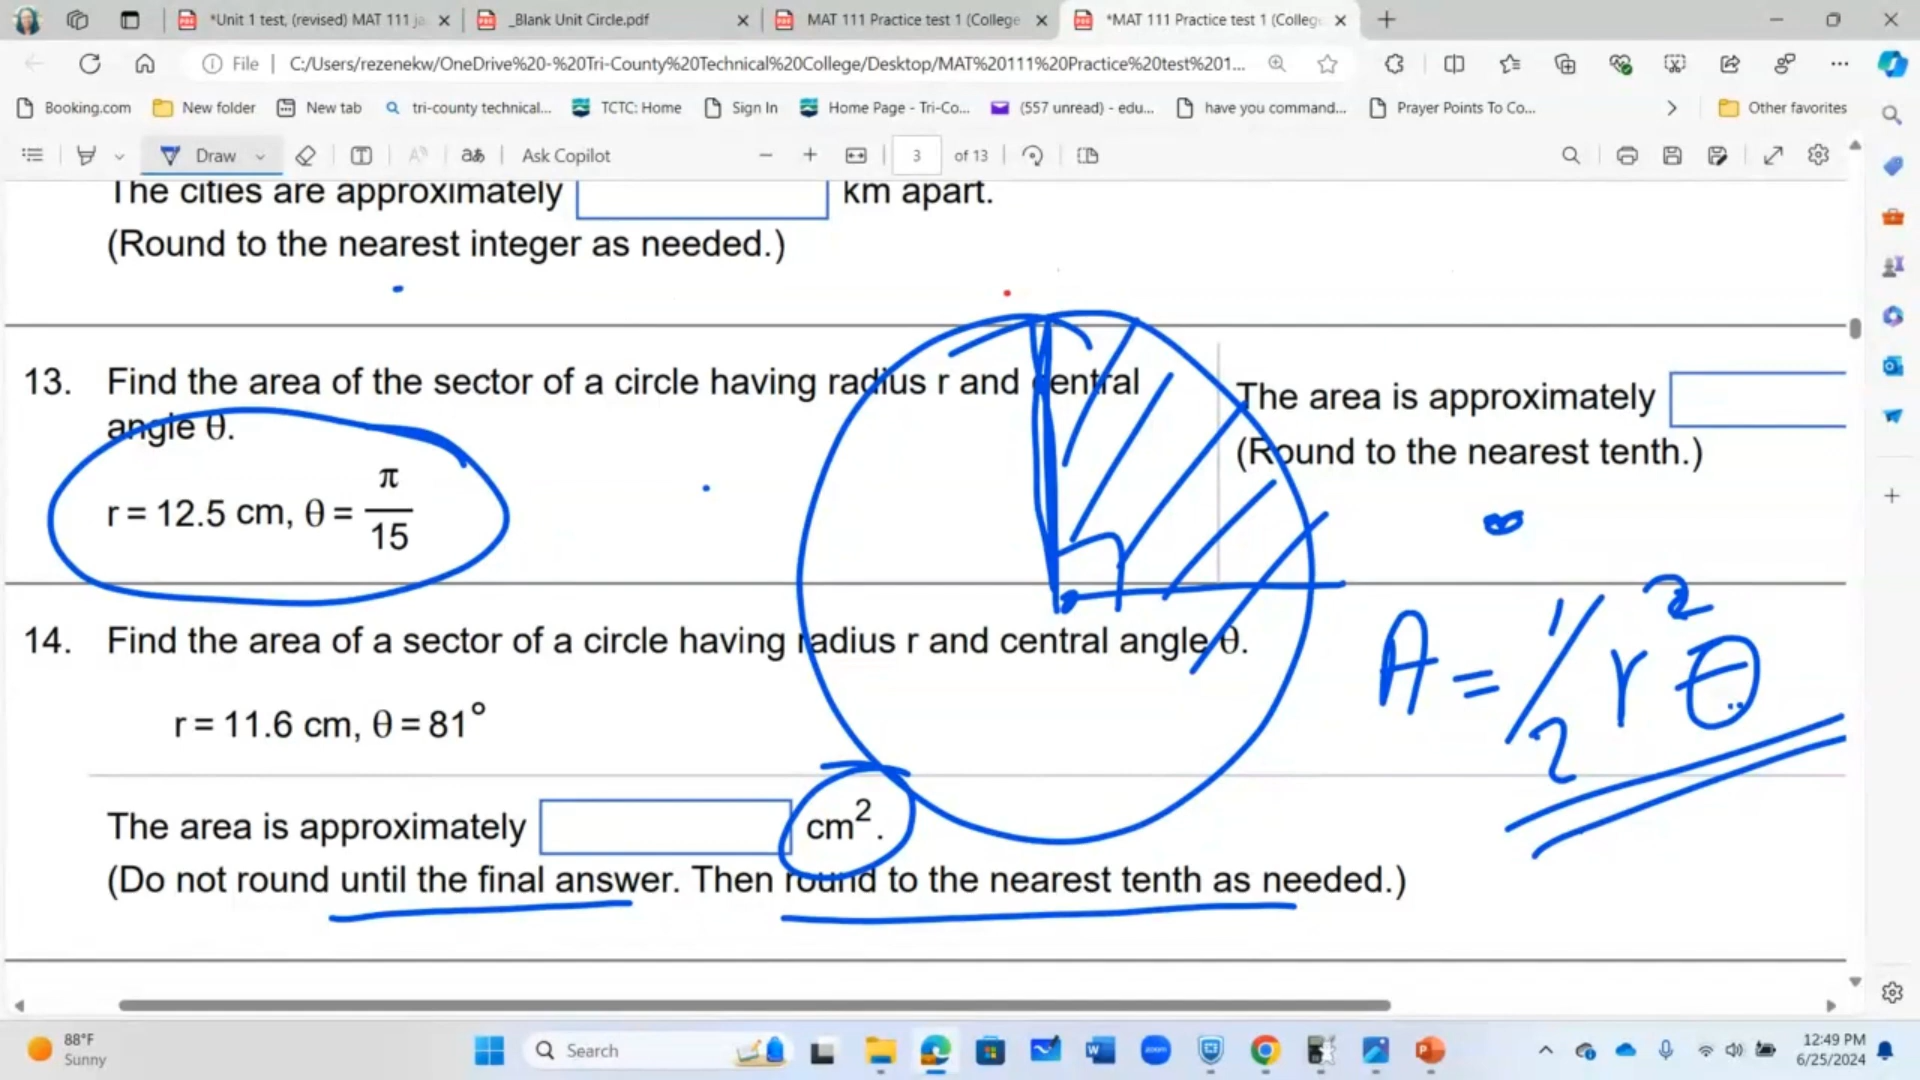 *Unit 1 test, (revised) MAT 111 ja
_Blank Unit Circle.pdf
MAT 111 Practice test 1 (College
*MAT 111 Practice test 1 (Colleg
File
C:/Users/rezenekw/OneDrive%20-%20Tri-County%20Technical%20College/Desktop/MAT%20111%20Practice%20test%201...
Booking.com
New folder
New tab
tri-county technical...
TCTC: Home
Sign In
Home Page - Tri-Co...
(557 unread) - edu...
have you command...
Prayer Points To Co...
Other favorites
Draw
aあ
Ask Copilot
3
of 13
The cities are approximately km apart.
(Round to the nearest integer as needed.)
13. Find the area of the sector of a circle having radius r and central
angle θ.
r = 12.5 cm, θ = π/15
The area is approximately
(Round to the nearest tenth.)
A = 1/2 r² θ
14. Find the area of a sector of a circle having radius r and central angle θ.
r = 11.6 cm, θ = 81°
The area is approximately cm².
(Do not round until the final answer. Then round to the nearest tenth as needed.)
88°F
Sunny
Search
zoom
12:49 PM
6/25/2024